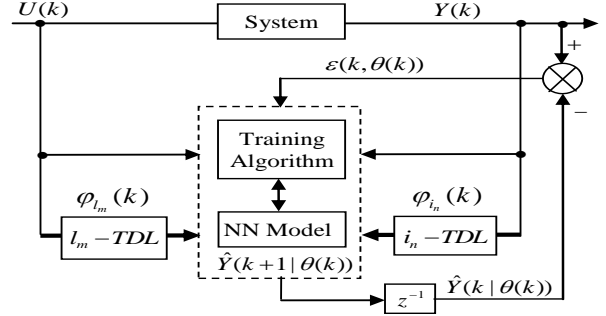 U(k) System Y(k)
+
ε(k,θ(k))
−
Training
Algorithm
φ_{l_m}(k) φ_{i_n}(k)
l_m −TDL NN Model i_n −TDL
Ŷ(k+1|θ(k))
z^{−1} Ŷ(k|θ(k))